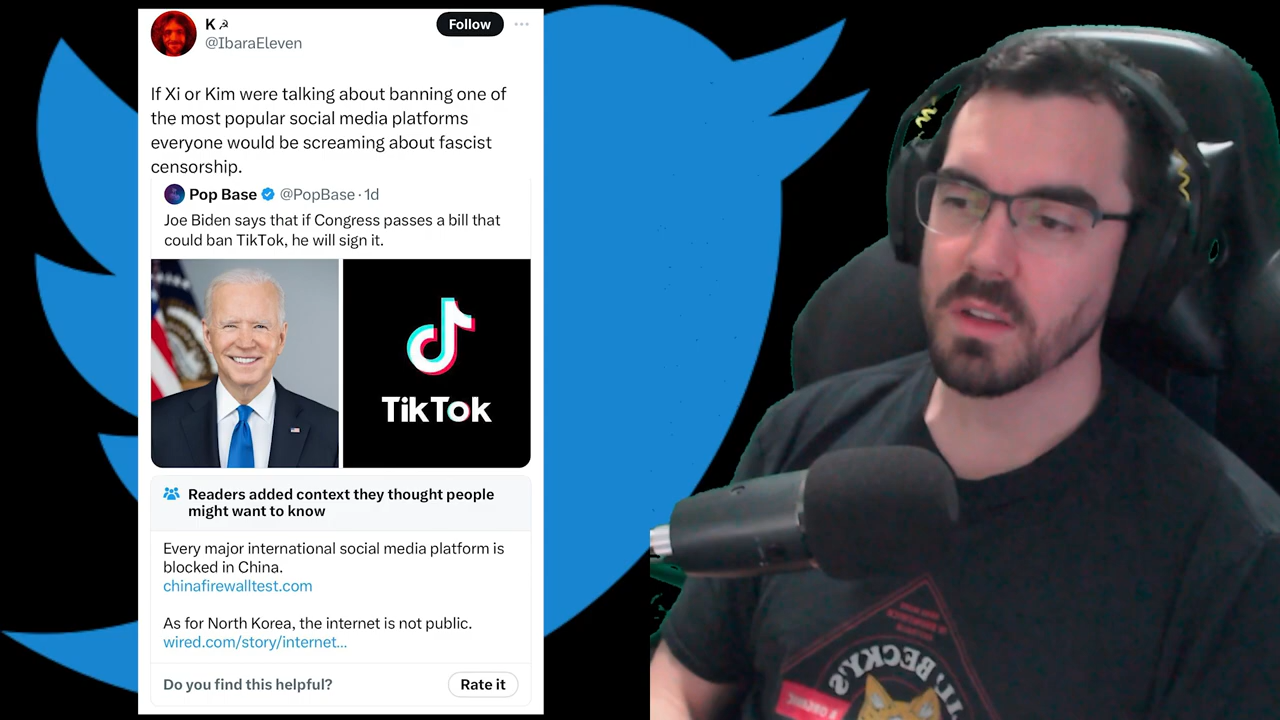 K ☭
Follow
@IbaraEleven
If Xi or Kim were talking about banning one of
the most popular social media platforms
everyone would be screaming about fascist
censorship.
Pop Base @PopBase · 1d
Joe Biden says that if Congress passes a bill that
could ban TikTok, he will sign it.
TikTok
Readers added context they thought people
might want to know
Every major international social media platform is
blocked in China.
chinafirewalltest.com
As for North Korea, the internet is not public.
wired.com/story/internet...
Do you find this helpful?
Rate it
BECKY'S